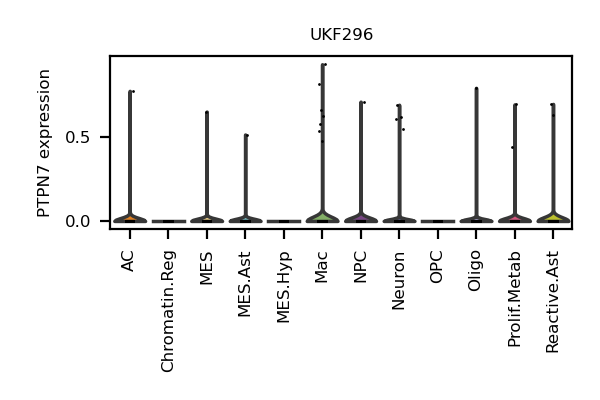 UKF296
PTPN7 expression
0.5
0.0
AC
Chromatin.Reg
MES
MES.Ast
MES.Hyp
Mac
NPC
Neuron
OPC
Oligo
Prolif.Metab
Reactive.Ast